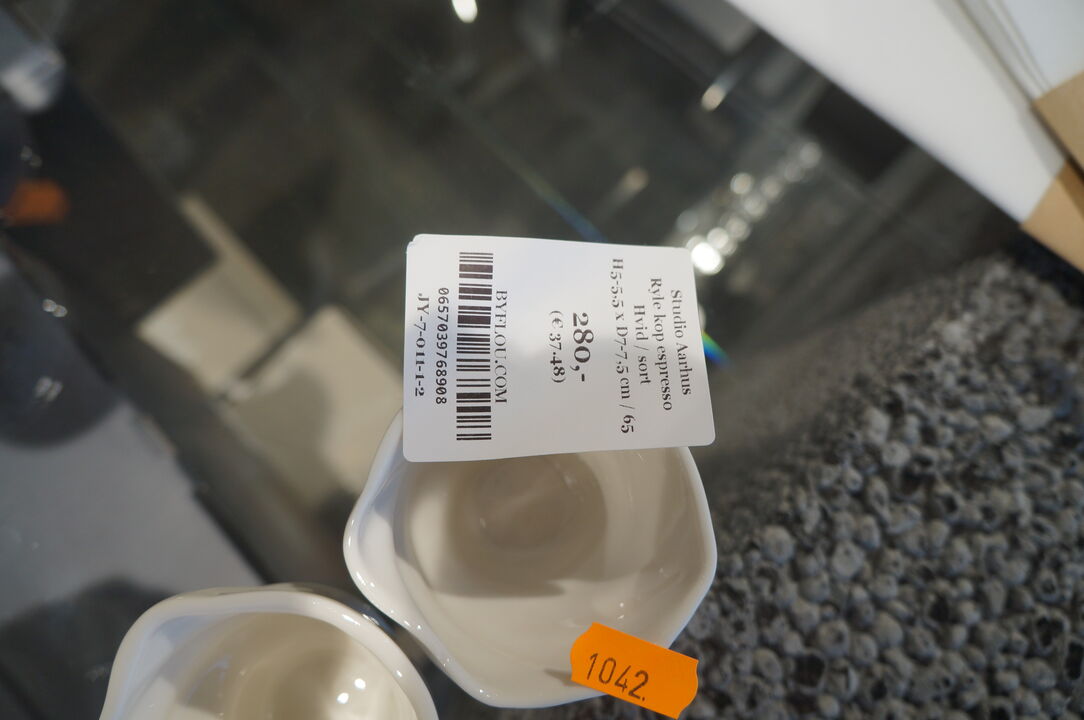 Studio Aarhus
Ryle kop espresso
Hvid / sort
H5-5,5 x D7-7,5 cm / 65
280,-
(€ 37.48)
BYFLOU.COM
0657039768908
JY-7-011-1-2
1042.